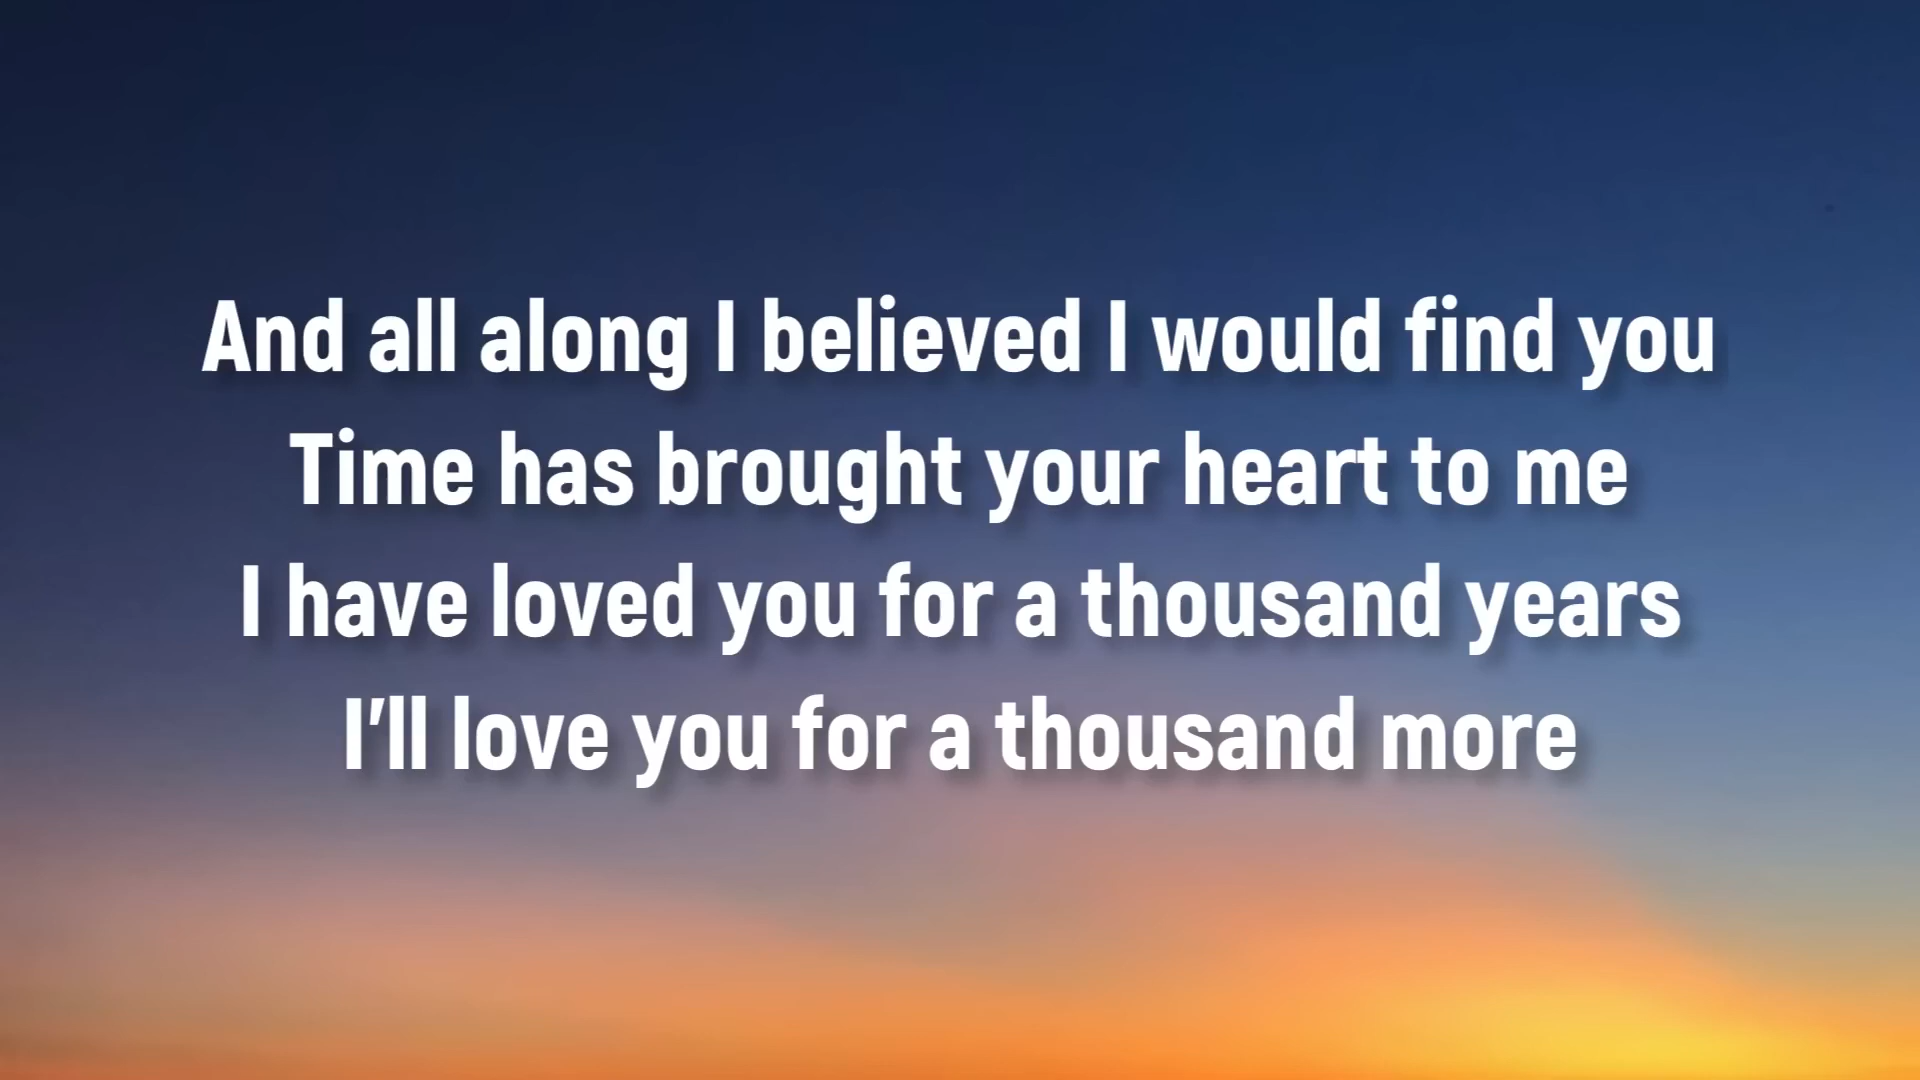 And all along I believed I would find you
Time has brought your heart to me
I have loved you for a thousand years
I'll love you for a thousand more